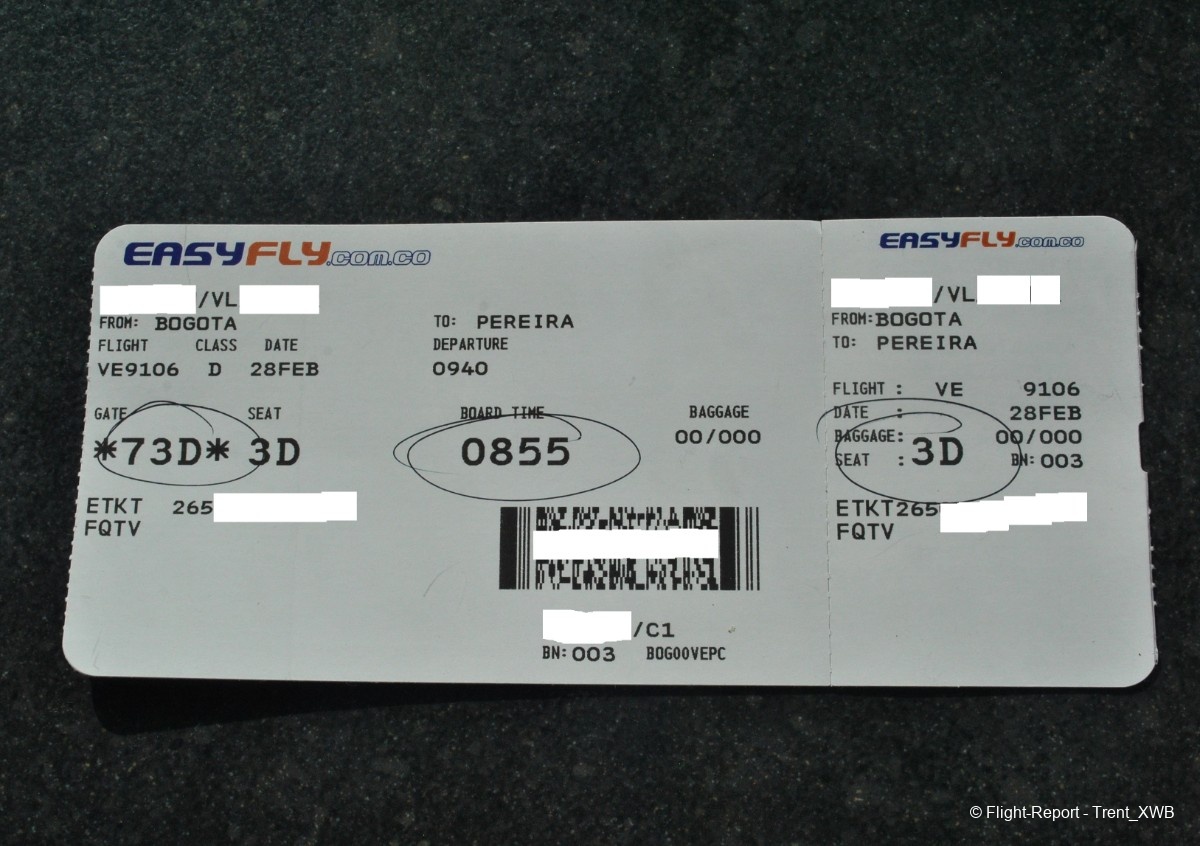 EASYFLY.com.co
/VL
FROM: BOGOTA TO: PEREIRA
FLIGHT CLASS DATE DEPARTURE
VE9106 D 28FEB 0940
GATE SEAT BOARD TIME BAGGAGE
*73D* 3D 0855 00/000
ETKT 265
FQTV
/C1
BN: 003 BOG00VEPC
EASYFLY.com.co
/VL
FROM: BOGOTA
TO: PEREIRA
FLIGHT : VE 9106
DATE : 28FEB
BAGGAGE: 00/000
SEAT : 3D BN: 003
ETKT265
FQTV
© Flight-Report - Trent_XWB